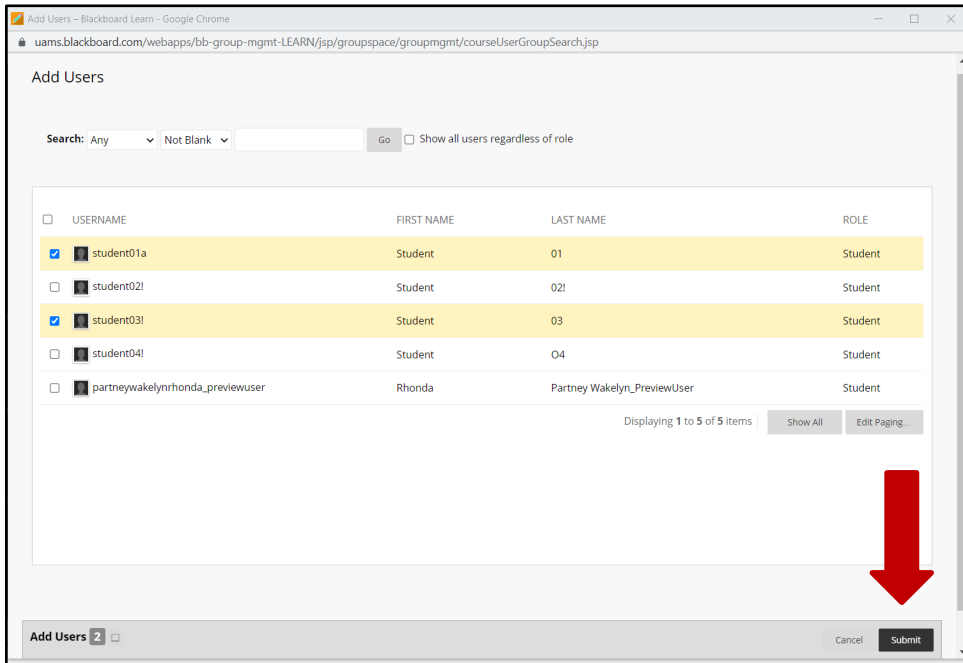 Add Users – Blackboard Learn - Google Chrome
uams.blackboard.com/webapps/bb-group-mgmt-LEARN/jsp/groupspace/groupmgmt/courseUserGroupSearch.jsp
Add Users
Search: Any Not Blank Go Show all users regardless of role
USERNAME FIRST NAME LAST NAME ROLE
student01a Student 01 Student
student02! Student 02! Student
student03! Student 03 Student
student04! Student O4 Student
partneywakelynrhonda_previewuser Rhonda Partney Wakelyn_PreviewUser Student
Displaying 1 to 5 of 5 items Show All Edit Paging...
Add Users 2 Cancel Submit